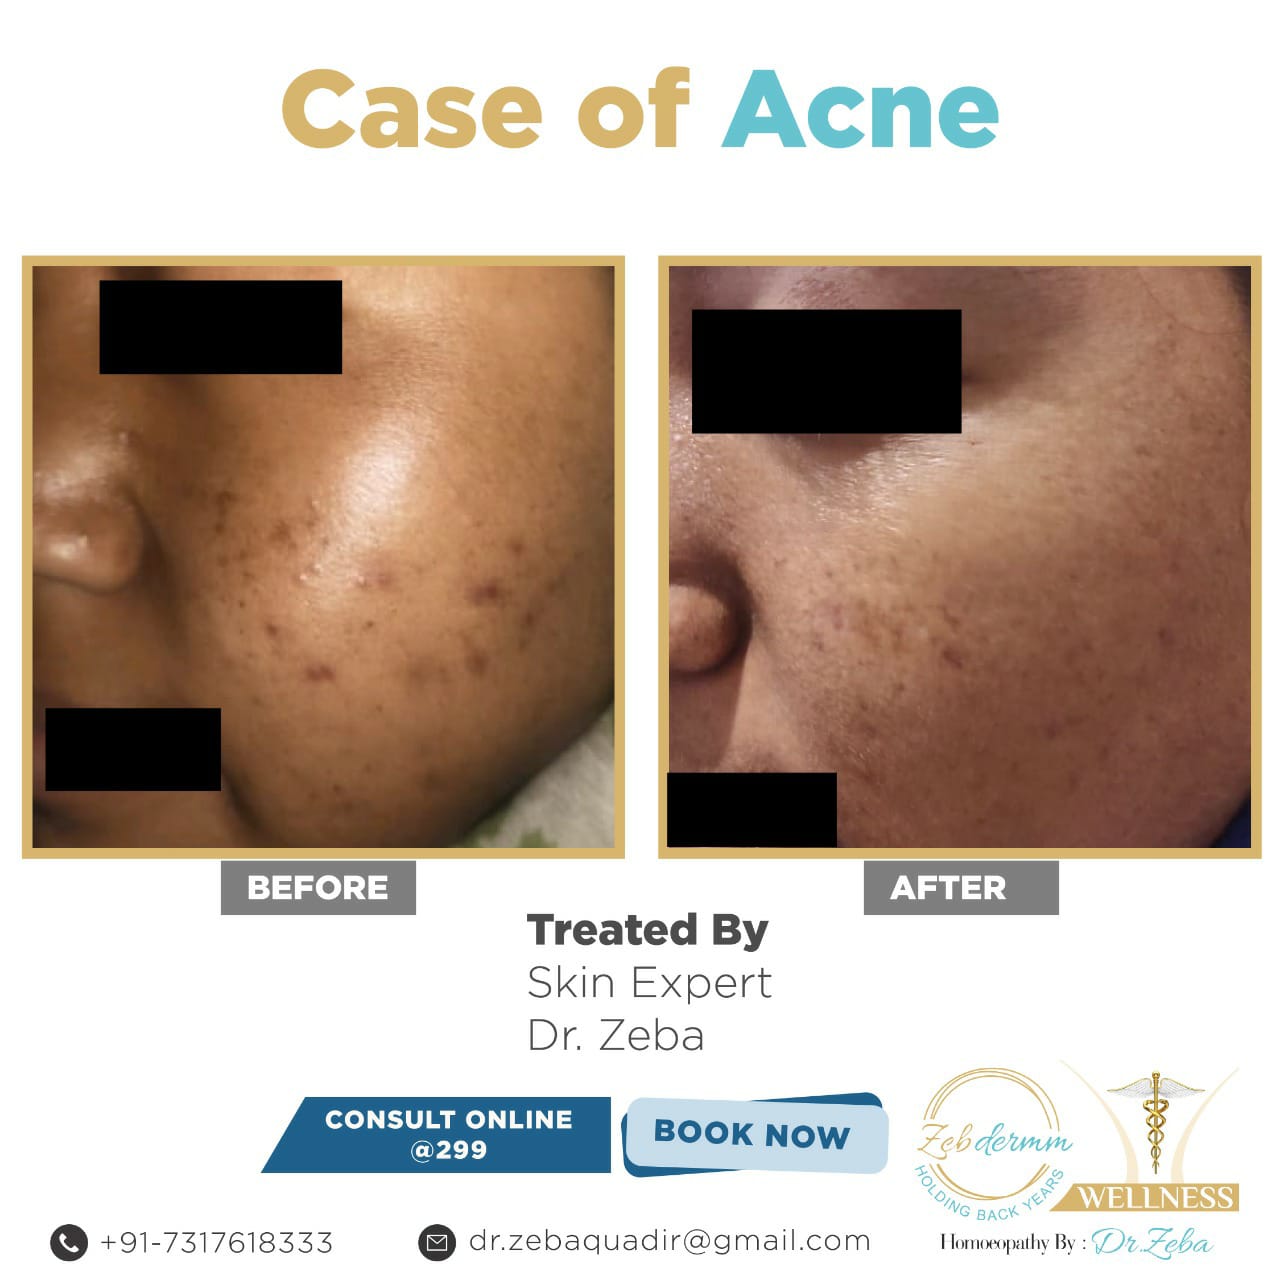 Case of Acne
BEFORE
AFTER
Treated By
Skin Expert
Dr. Zeba
CONSULT ONLINE
@299
BOOK NOW
Zebdermm
HOLDING BACK YEARS
WELLNESS
+91-7317618333
dr.zebaquadir@gmail.com
Homoeopathy By : Dr.Zeba